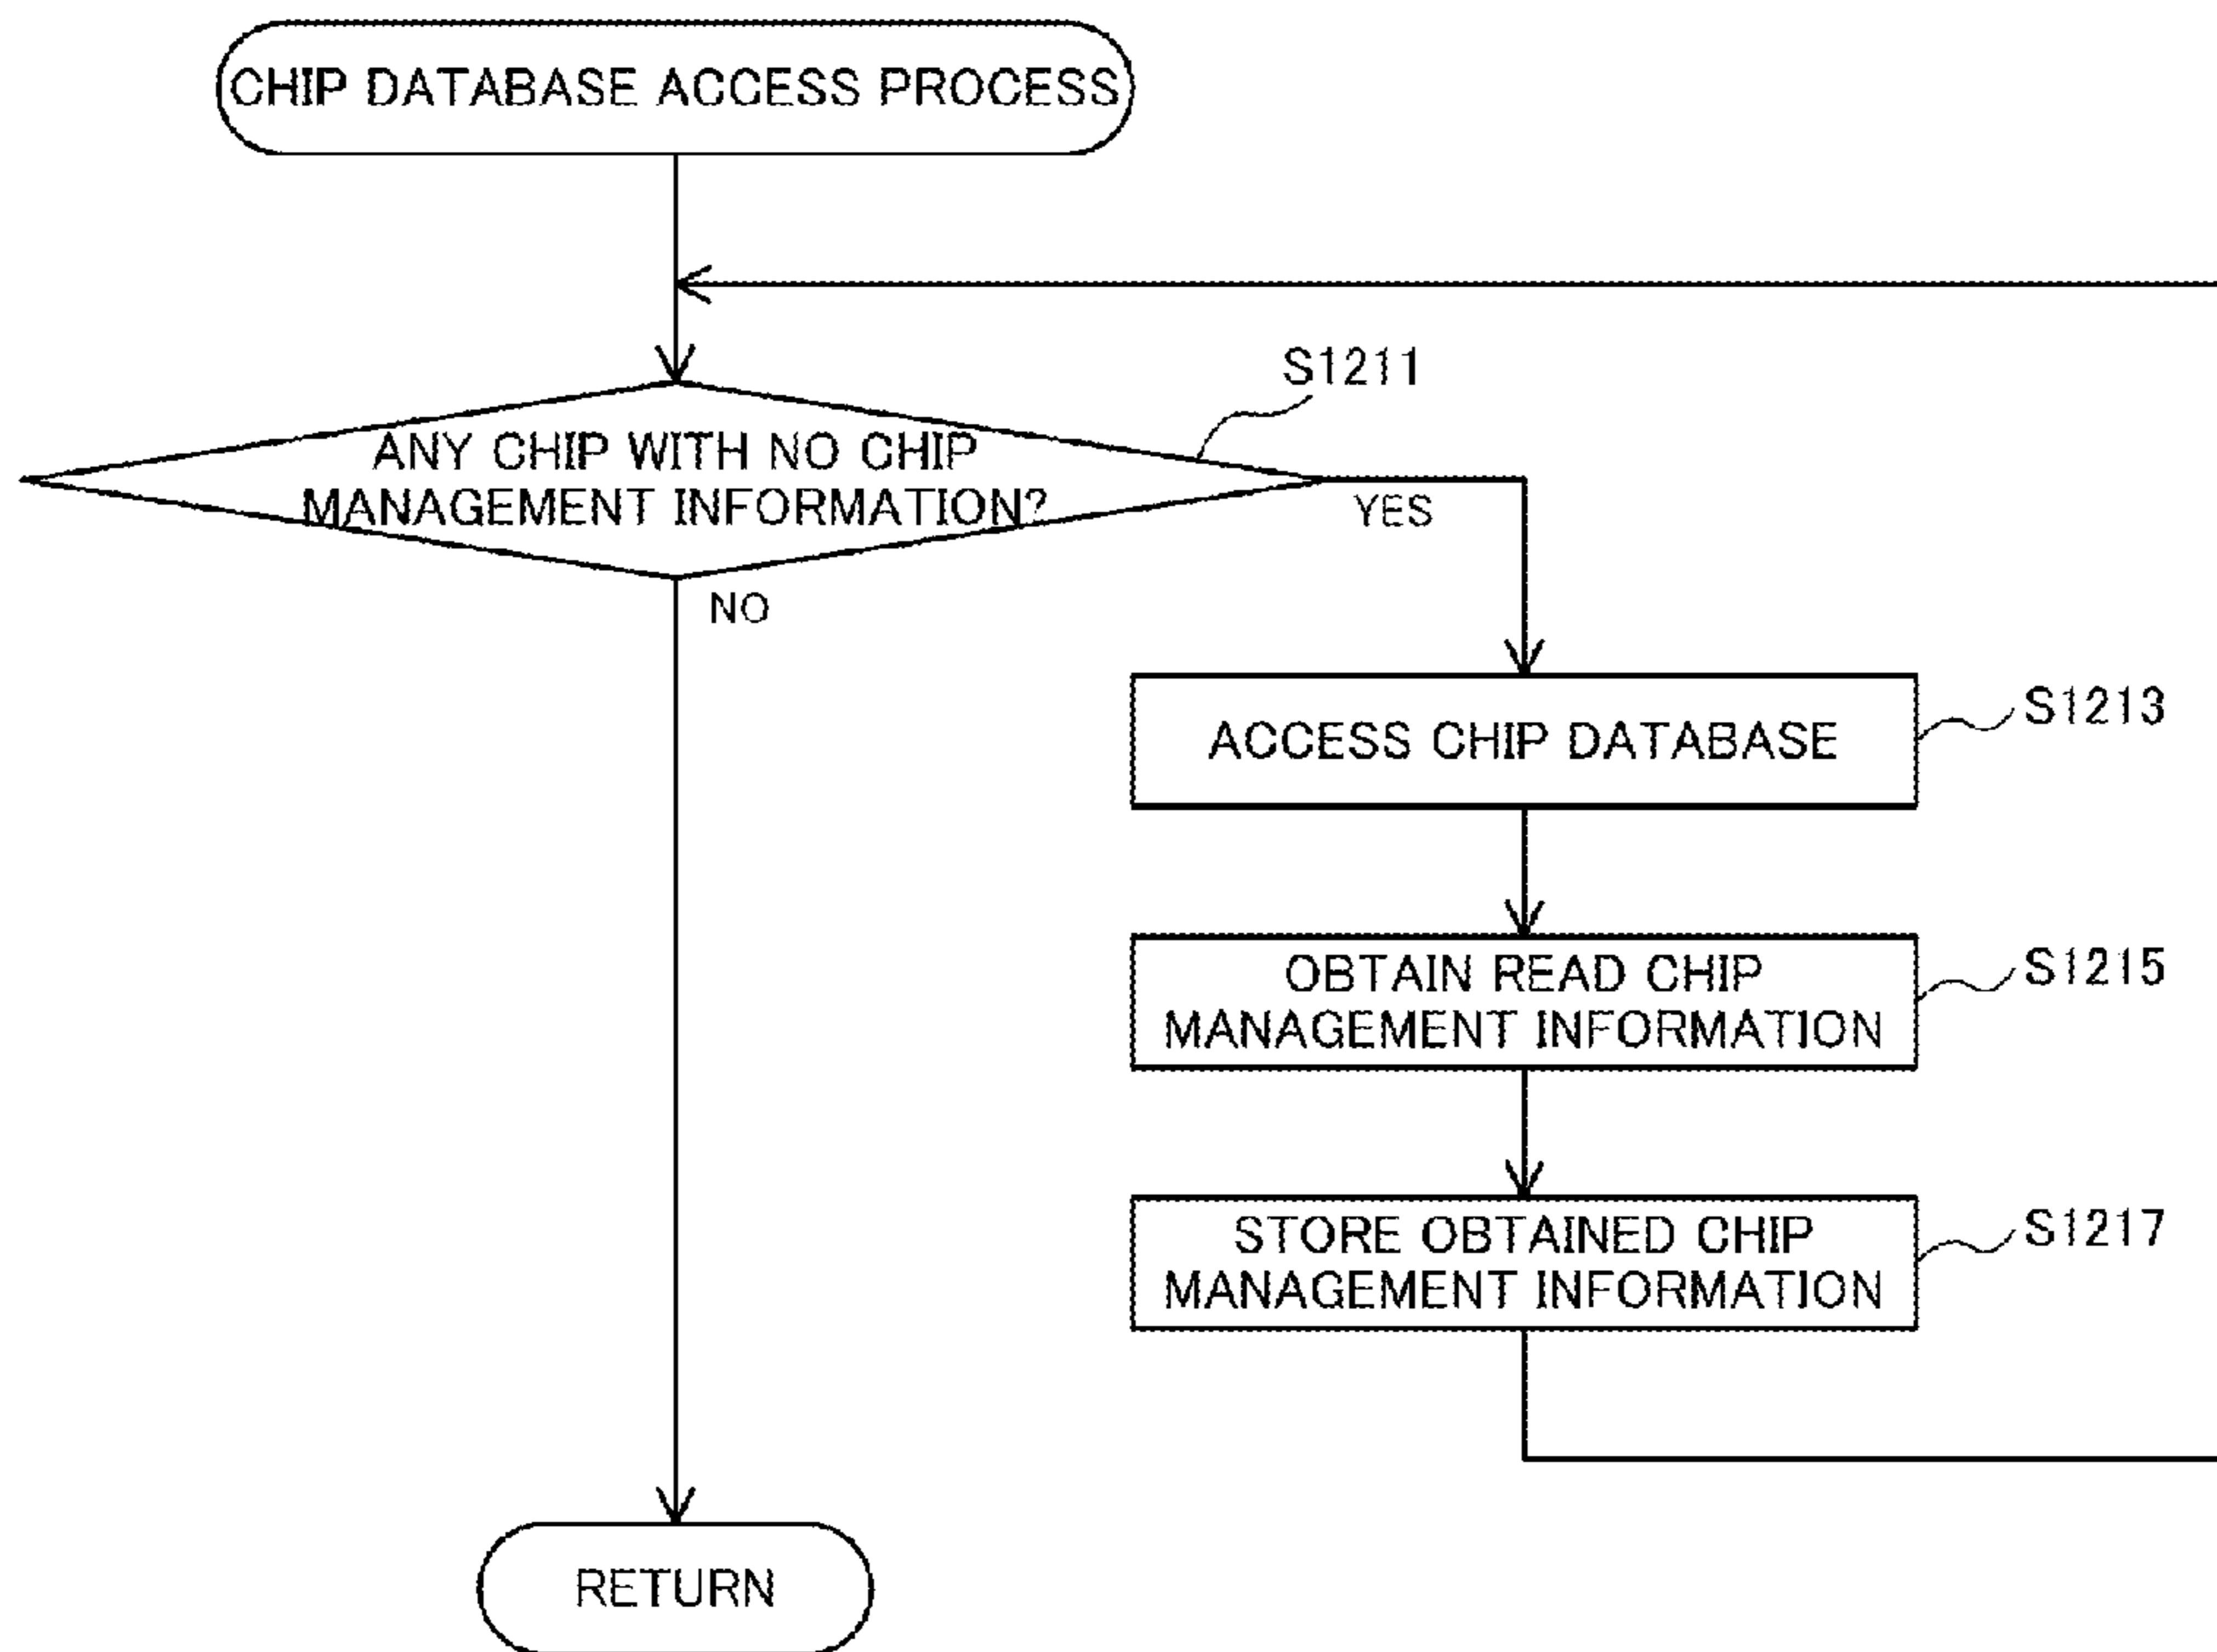 CHIP DATABASE ACCESS PROCESS
S1211
ANY CHIP WITH NO CHIP
MANAGEMENT INFORMATION?
YES
NO
ACCESS CHIP DATABASE
S1213
OBTAIN READ CHIP
MANAGEMENT INFORMATION
S1215
STORE OBTAINED CHIP
MANAGEMENT INFORMATION
S1217
RETURN